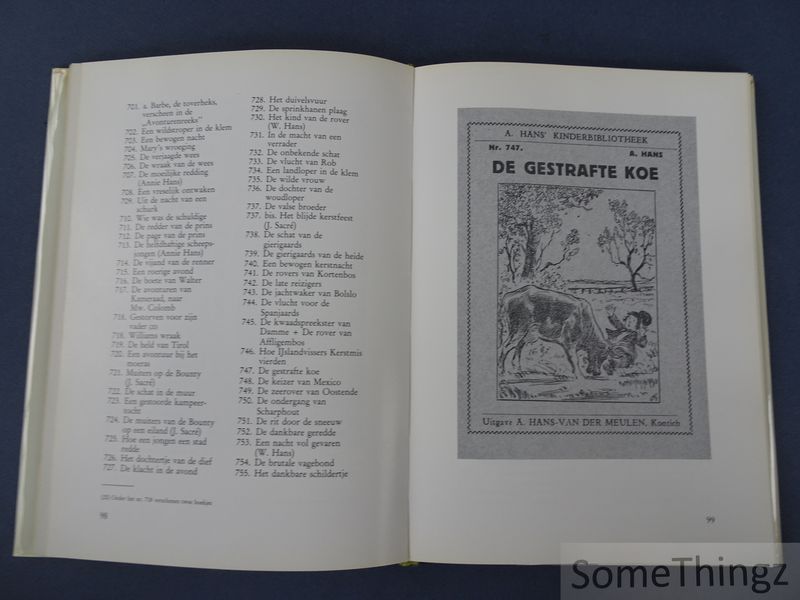 701. a. Barbe, de toverheks,
verscheen in de
„Avonturenreeks"
702. Een wildstroper in de klem
703. Een bewogen nacht
704. Mary's wroeging
705. De verjaagde wees
706. De wraak van de wees
707. De moeilijke redding
(Annie Hans)
708. Een vreselijk ontwaken
709. Uit de nacht van een
schurk
710. Wie was de schuldige
711. De redder van de prins
712. De page van de prins
713. De heldhaftige scheeps-
jongen (Annie Hans)
714. De vijand van de renner
715. Een roerige avond
716. De boete van Walter
717. De avonturen van
Kameraad, naar
Mw. Colomb
718. Gestorven voor zijn
vader
719. Williams wraak
719. De held van Tirol
720. Een avontuur bij het
moeras
721. Muiters op de Bounty
(J. Sacré)
722. De schat in de muur
723. Een gestoorde kampeer-
tocht
724. De muiters van de Bounty
op een eiland (J. Sacré)
725. Hoe een jongen een stad
redde
726. Het dochtertje van de dief
727. De klacht in de avond
(20) Onder het nr. 718 verschenen twee boekjes
98
728. Het duivelsvuur
729. De sprinkhanen plaag
730. Het kind van de rover
(W. Hans)
731. In de macht van een
verrader
732. De onbekende schat
733. De vlucht van Rob
734. Een landloper in de klem
735. De wilde vrouw
736. De dochter van de
woudloper
737. De valse broeder
737. bis. Het blijde kerstfeest
(J. Sacré)
738. De schat van de
gierigaards
739. De gierigaards van de heide
740. Een bewogen kerstnacht
741. De rovers van Kortenbos
742. De late reizigers
743. De jachtwaker van Bolslo
744. De vlucht voor de
Spanjaards
745. De kwaadspreekster van
Damme + De rover van
Affligembos
746. Hoe IJslandvissers Kerstmis
vierden
747. De gestrafte koe
748. De keizer van Mexico
749. De zeerover van Oostende
750. De ondergang van
Scharphout
751. De rit door de sneeuw
752. De dankbare geredde
753. Een nacht vol gevaren
(W. Hans)
754. De brutale vagebond
755. Het dankbare schildertje
A. HANS' KINDERBIBLIOTHEEK
Nr. 747.
A. HANS
DE GESTRAFTE KOE
Uitgave A. HANS-VAN DER MEULEN, Kontich
99
SomeThingz